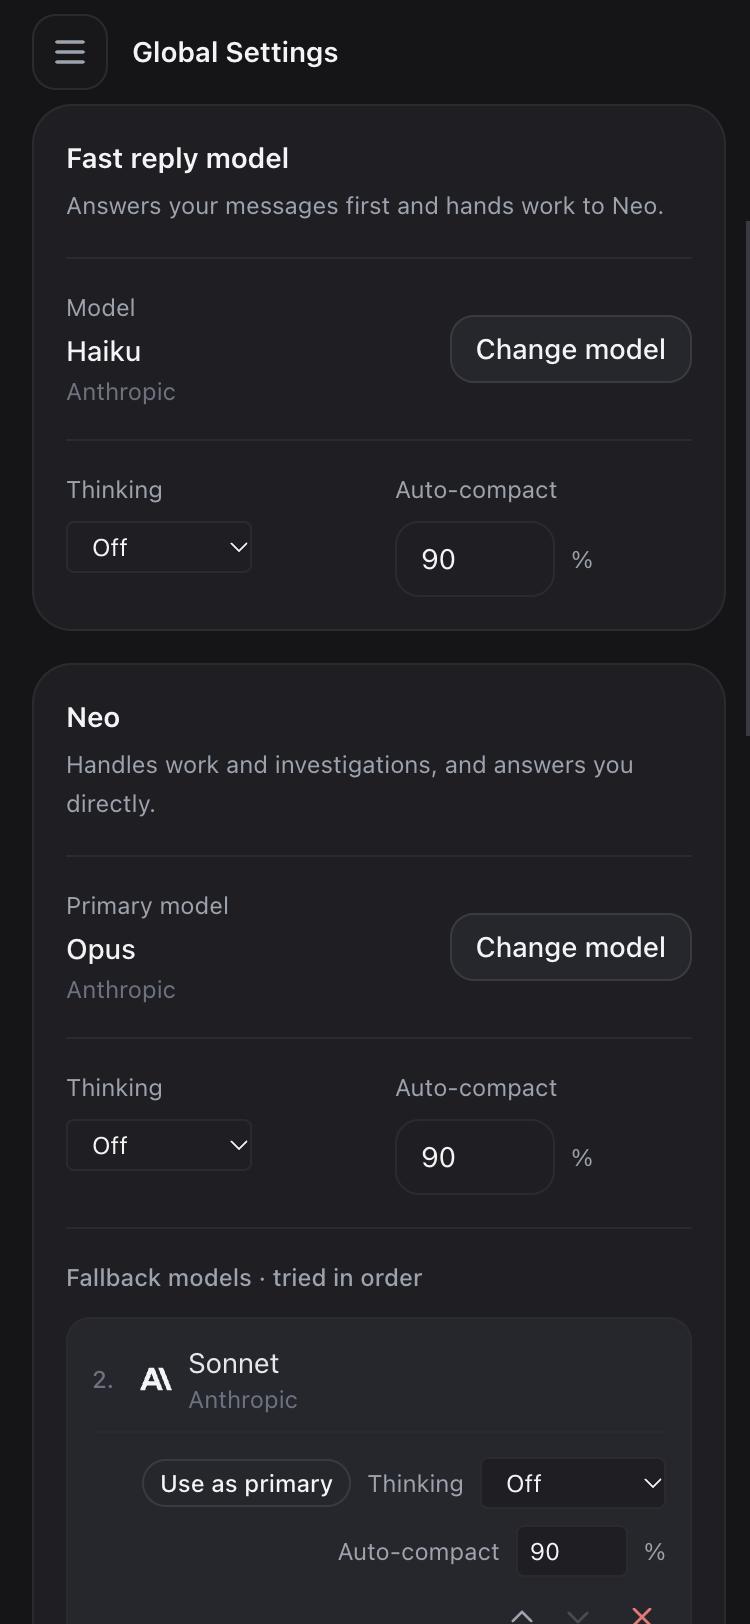 Global Settings
Fast reply model
Answers your messages first and hands work to Neo.
Model
Haiku
Change model
Anthropic
Thinking
Auto-compact
Off
90
%
Neo
Handles work and investigations, and answers you
directly.
Primary model
Opus
Change model
Anthropic
Thinking
Auto-compact
Off
90
%
Fallback models · tried in order
2.
Sonnet
Anthropic
Use as primary
Thinking
Off
Auto-compact
90
%